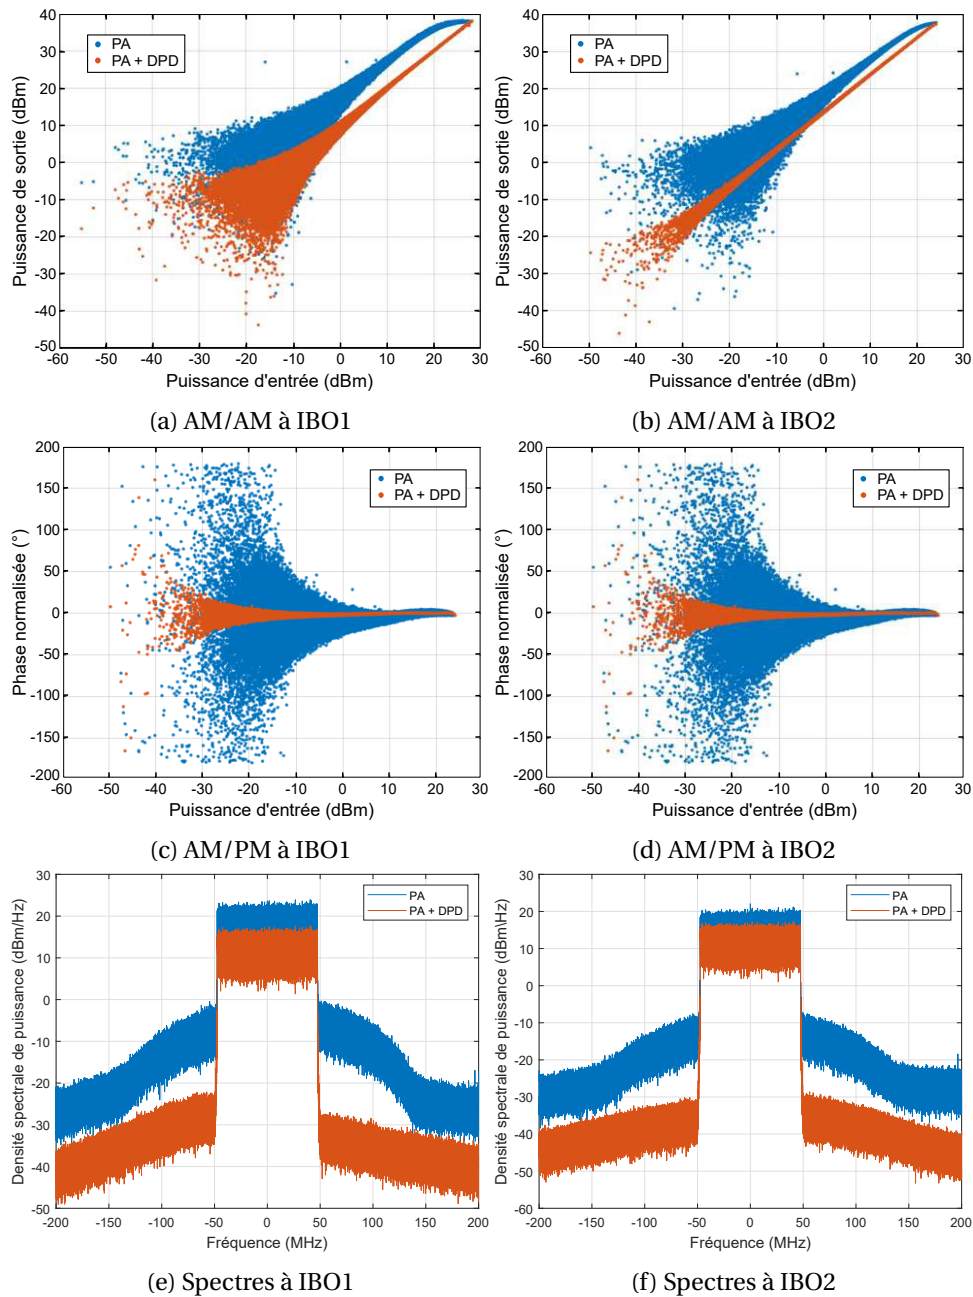 PA
PA + DPD
Puissance de sortie (dBm)
40
30
20
10
0
-10
-20
-30
-40
-50
-60 -50 -40 -30 -20 -10 0 10 20 30
Puissance d'entrée (dBm)
(a) AM/AM à IBO1
PA
PA + DPD
Puissance de sortie (dBm)
40
30
20
10
0
-10
-20
-30
-40
-50
-60 -50 -40 -30 -20 -10 0 10 20 30
Puissance d'entrée (dBm)
(b) AM/AM à IBO2
PA
PA + DPD
Phase normalisée (°)
200
150
100
50
0
-50
-100
-150
-200
-60 -50 -40 -30 -20 -10 0 10 20 30
Puissance d'entrée (dBm)
(c) AM/PM à IBO1
PA
PA + DPD
Phase normalisée (°)
200
150
100
50
0
-50
-100
-150
-200
-60 -50 -40 -30 -20 -10 0 10 20 30
Puissance d'entrée (dBm)
(d) AM/PM à IBO2
PA
PA + DPD
Densité spectrale de puissance (dBm/Hz)
30
20
10
0
-10
-20
-30
-40
-50
-200 -150 -100 -50 0 50 100 150 200
Fréquence (MHz)
(e) Spectres à IBO1
PA
PA + DPD
Densité spectrale de puissance (dBm\Hz)
30
20
10
0
-10
-20
-30
-40
-50
-60
-200 -150 -100 -50 0 50 100 150 200
Fréquence (MHz)
(f) Spectres à IBO2